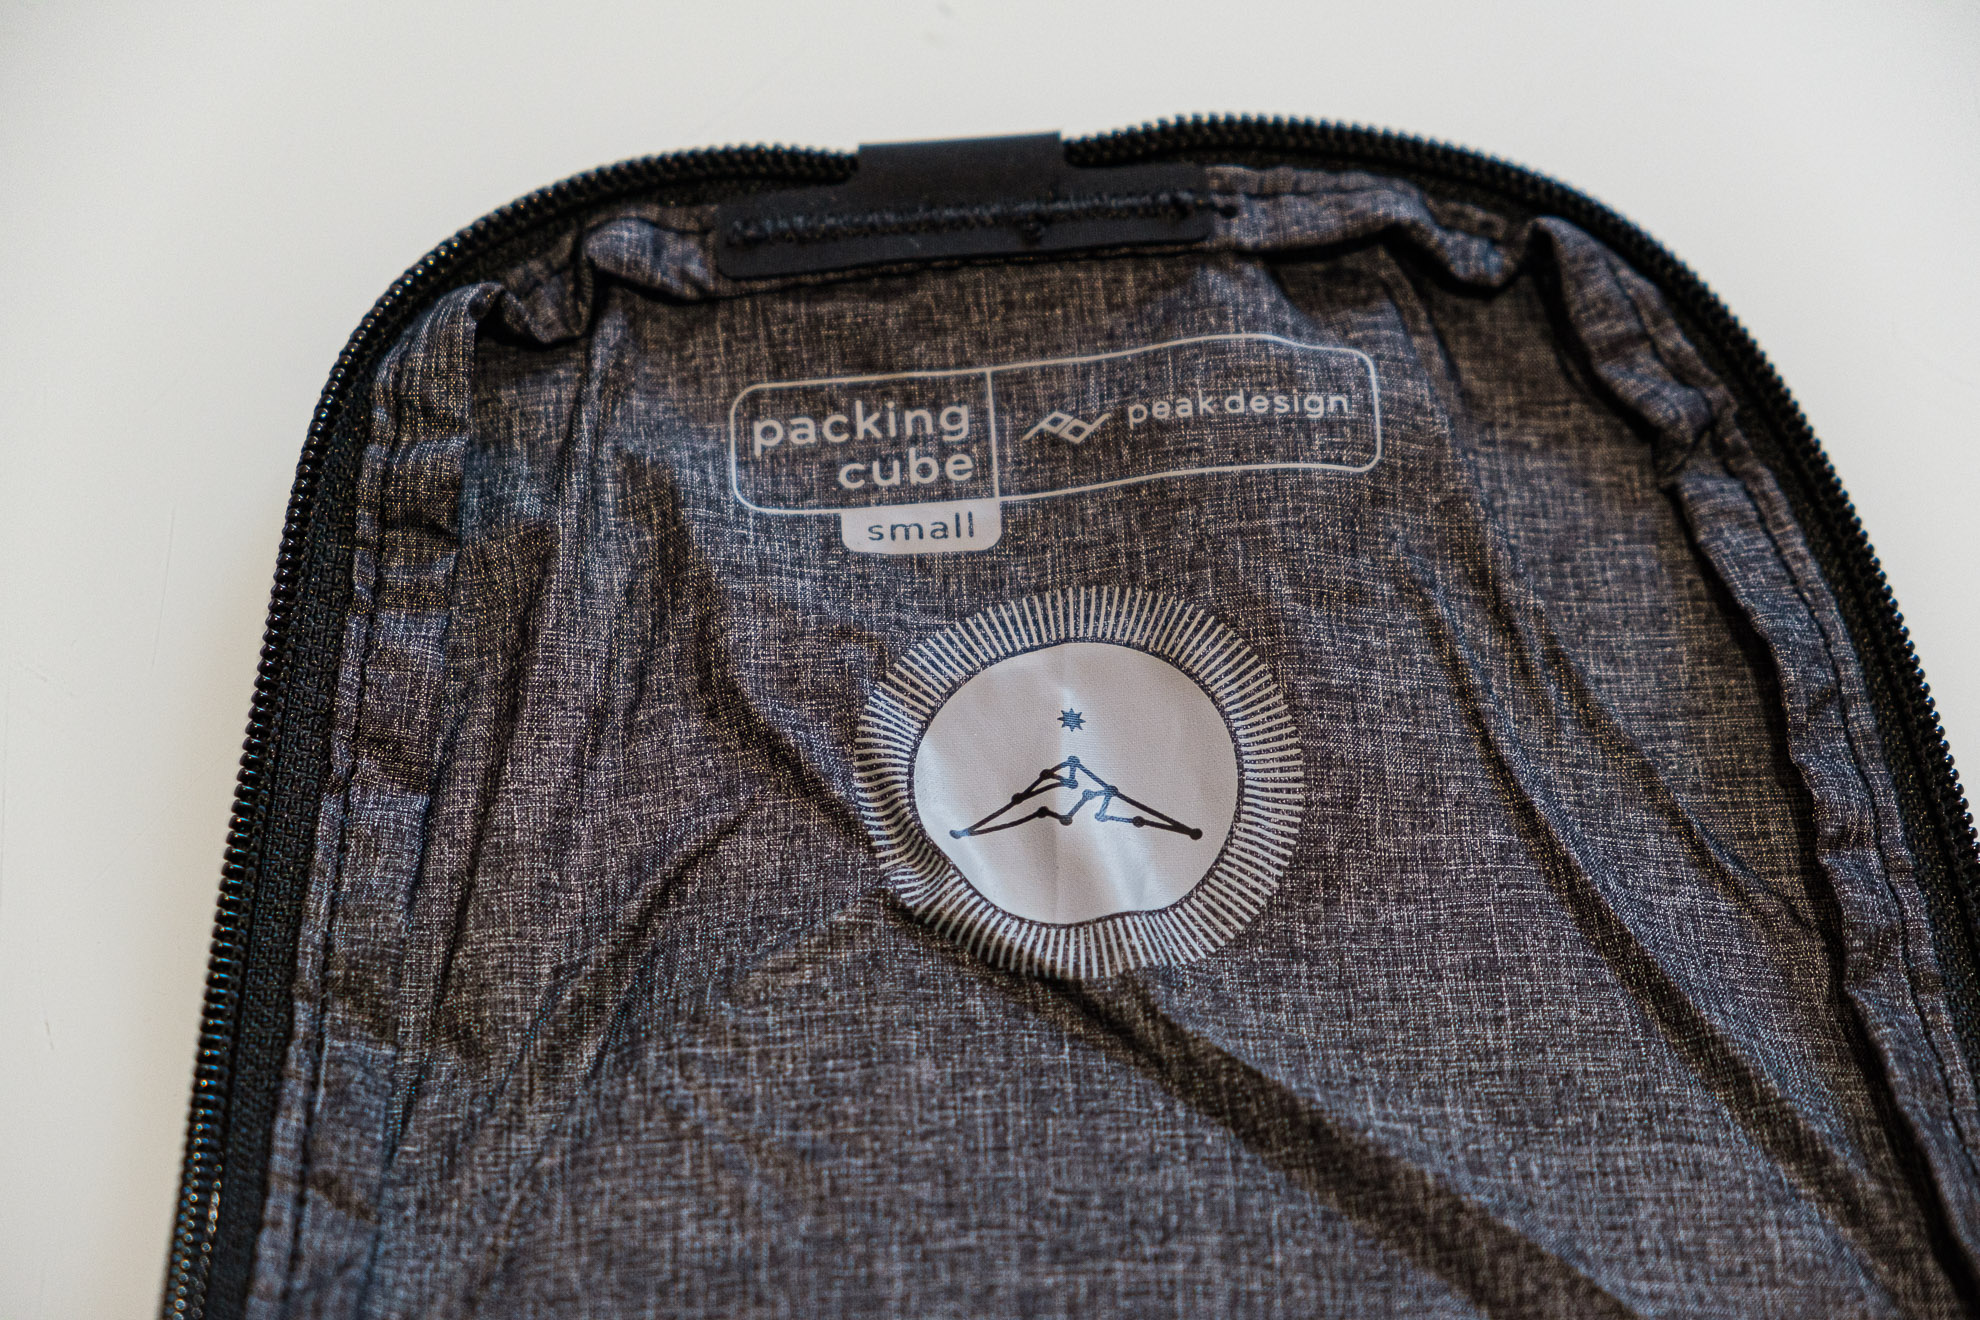 packing
cube
peak design
small